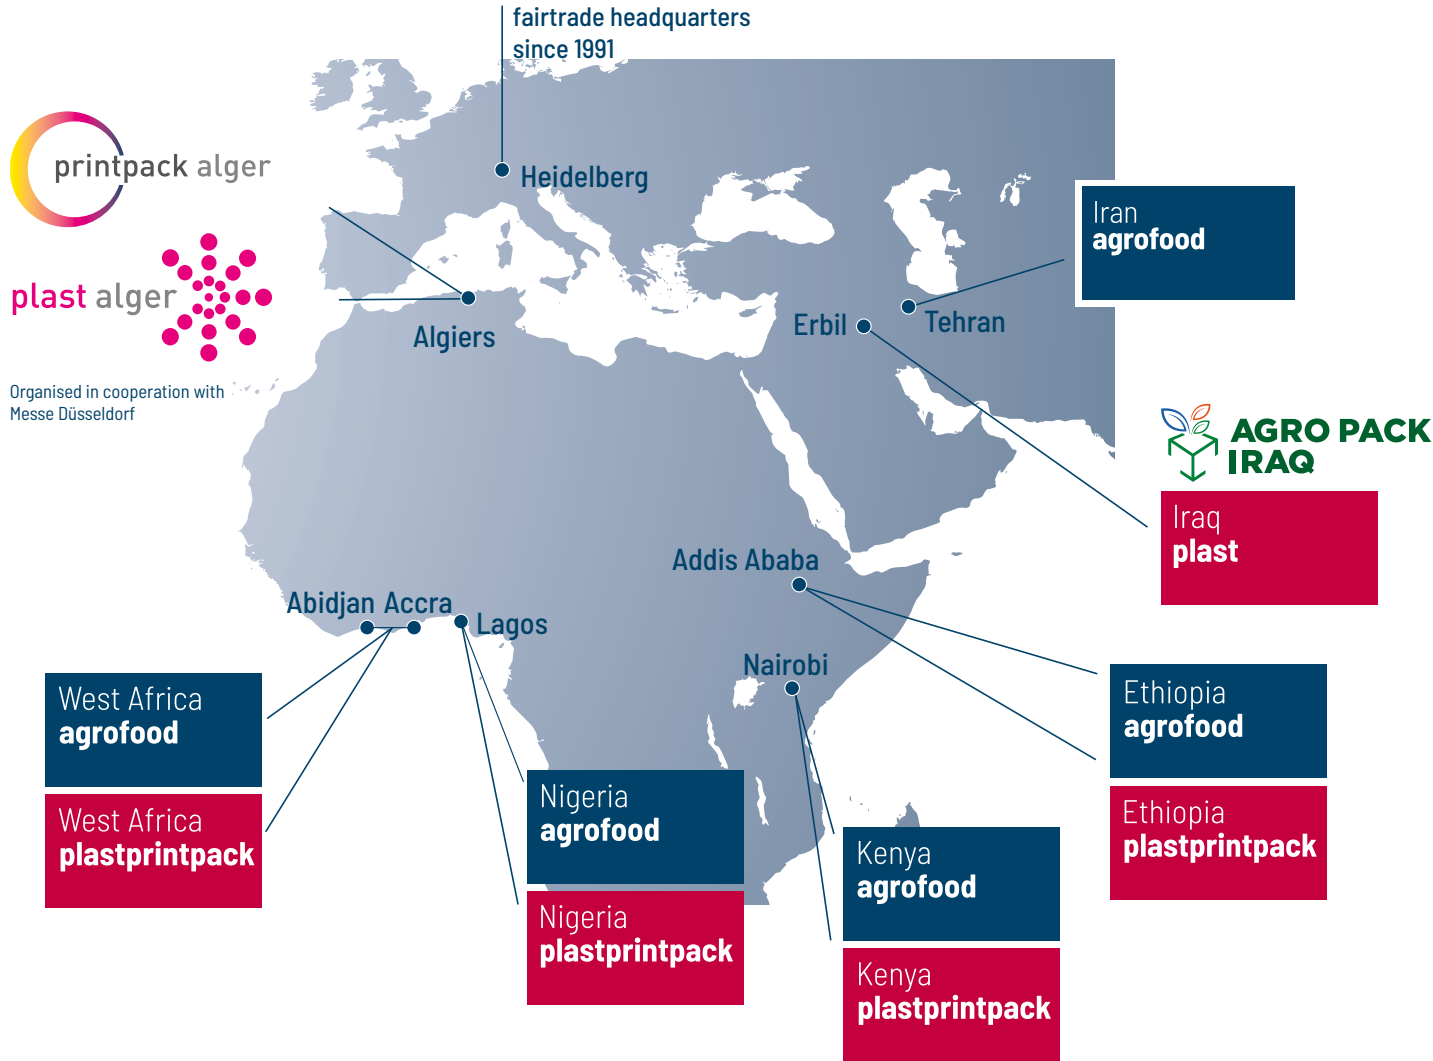 fairtrade headquarters
since 1991
Heidelberg
printpack alger
plast alger
Organised in cooperation with
Messe Düsseldorf
Algiers
Erbil
Tehran
Iran
agrofood
AGRO PACK
IRAQ
Iraq
plast
Addis Ababa
Abidjan
Accra
Lagos
Nairobi
West Africa
agrofood
West Africa
plastprintpack
Nigeria
agrofood
Nigeria
plastprintpack
Kenya
agrofood
Kenya
plastprintpack
Ethiopia
agrofood
Ethiopia
plastprintpack